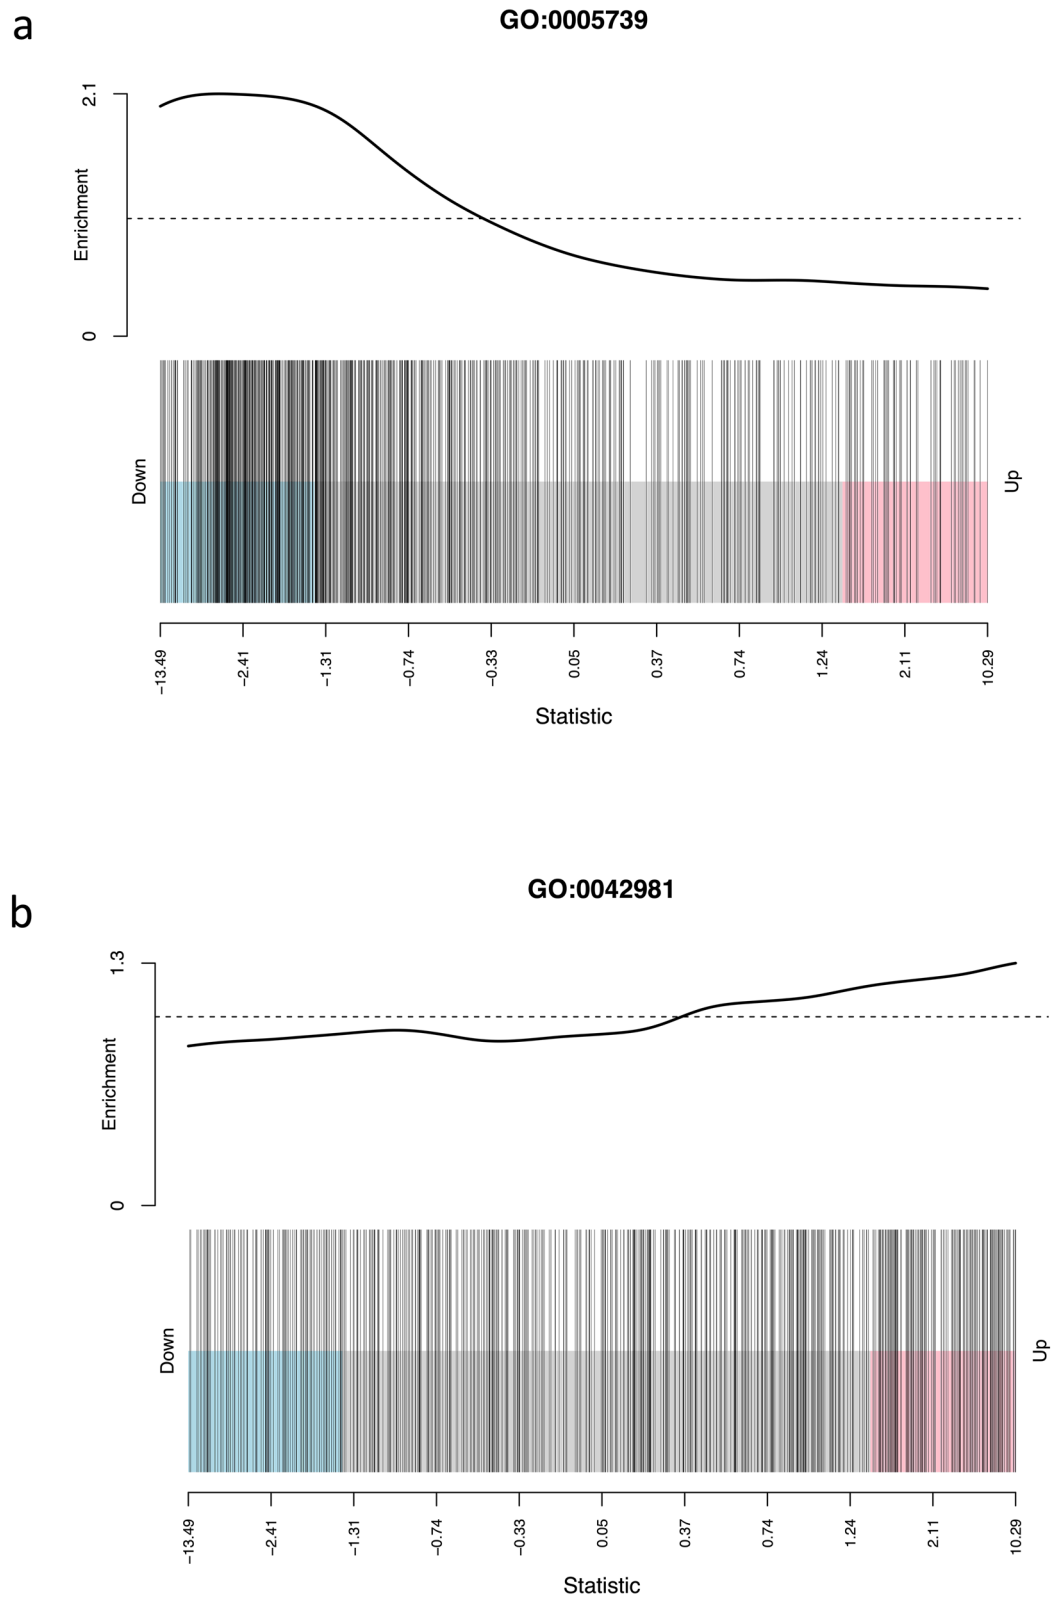 a
GO:0005739
2.1
Enrichment
0
Down
Up
−13.49 −2.41 −1.31 −0.74 −0.33 0.05 0.37 0.74 1.24 2.11 10.29
Statistic
b
GO:0042981
1.3
Enrichment
0
Down
Up
−13.49 −2.41 −1.31 −0.74 −0.33 0.05 0.37 0.74 1.24 2.11 10.29
Statistic